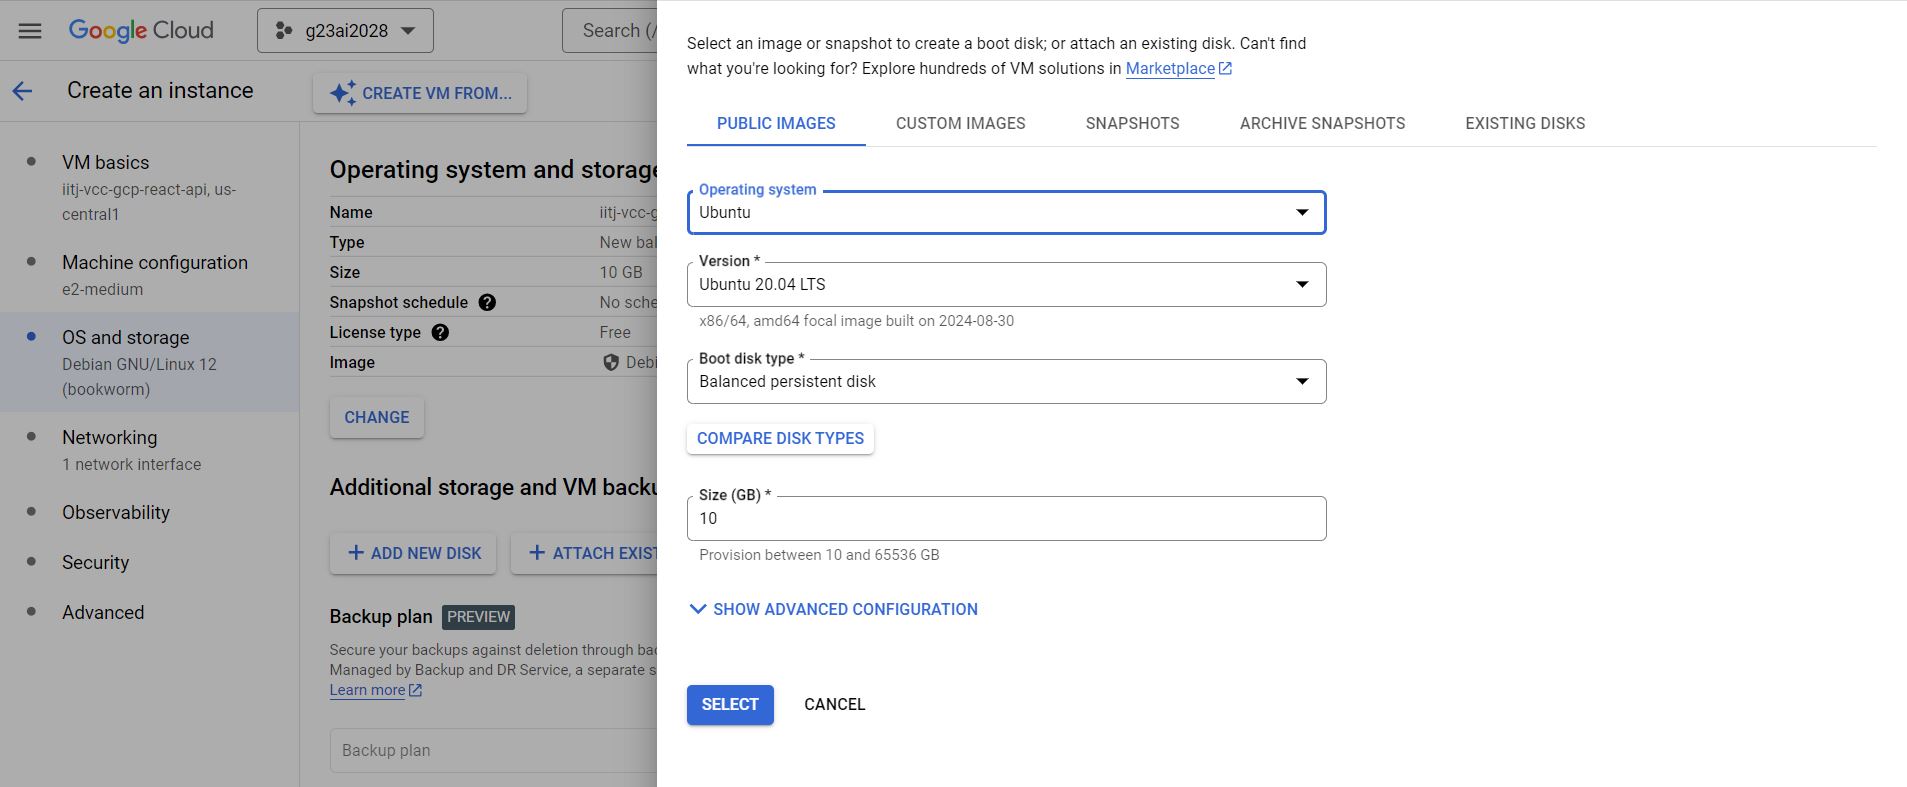 Google Cloud
g23ai2028
Search (/
Create an instance
CREATE VM FROM...
VM basics
iitj-vcc-gcp-react-api, us-
central1
Machine configuration
e2-medium
OS and storage
Debian GNU/Linux 12
(bookworm)
Networking
1 network interface
Observability
Security
Advanced
Operating system and storage
Name iitj-vcc-g
Type New bal
Size 10 GB
Snapshot schedule ? No sche
License type ? Free
Image Debi
CHANGE
Additional storage and VM backu
+ ADD NEW DISK
+ ATTACH EXIST
Backup plan PREVIEW
Secure your backups against deletion through bac
Managed by Backup and DR Service, a separate s
Learn more
Backup plan
Select an image or snapshot to create a boot disk; or attach an existing disk. Can't find
what you're looking for? Explore hundreds of VM solutions in Marketplace
PUBLIC IMAGES
CUSTOM IMAGES
SNAPSHOTS
ARCHIVE SNAPSHOTS
EXISTING DISKS
Operating system
Ubuntu
Version *
Ubuntu 20.04 LTS
x86/64, amd64 focal image built on 2024-08-30
Boot disk type *
Balanced persistent disk
COMPARE DISK TYPES
Size (GB) *
10
Provision between 10 and 65536 GB
SHOW ADVANCED CONFIGURATION
SELECT
CANCEL